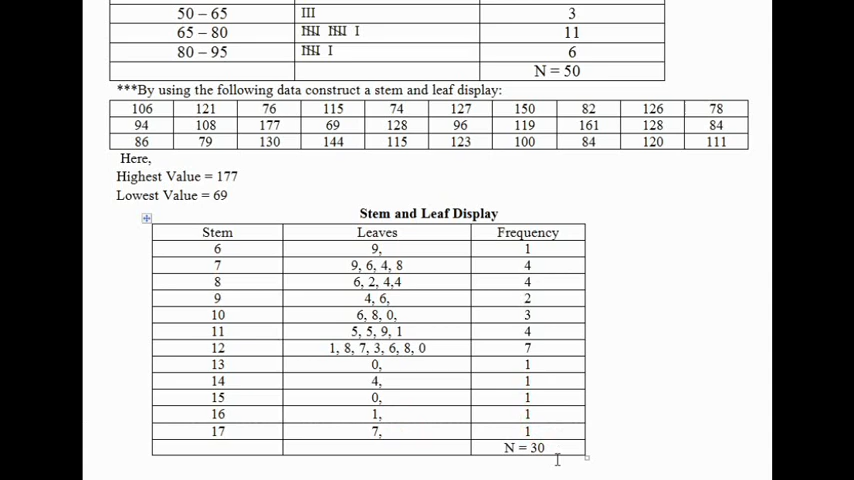 50 – 65 III 3
65 – 80 IIII IIII I 11
80 – 95 IIII I 6
N = 50
***By using the following data construct a stem and leaf display:
106 121 76 115 74 127 150 82 126 78
94 108 177 69 128 96 119 161 128 84
86 79 130 144 115 123 100 84 120 111
Here,
Highest Value = 177
Lowest Value = 69
Stem and Leaf Display
Stem Leaves Frequency
6 9, 1
7 9, 6, 4, 8 4
8 6, 2, 4,4 4
9 4, 6, 2
10 6, 8, 0, 3
11 5, 5, 9, 1 4
12 1, 8, 7, 3, 6, 8, 0 7
13 0, 1
14 4, 1
15 0, 1
16 1, 1
17 7, 1
N = 30